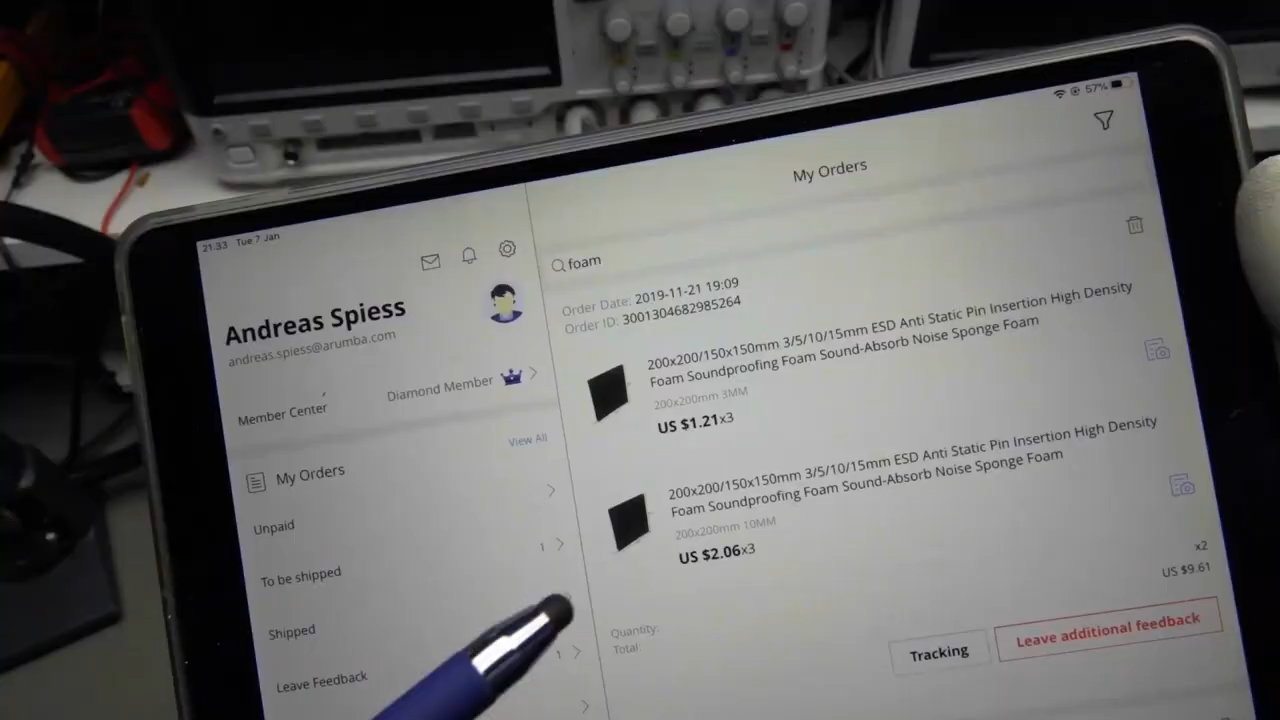 21.33 Tue 7 Jan
57%
Andreas Spiess
andreas.spiess@arumba.com
Member Center
Diamond Member
View All
My Orders
Unpaid
To be shipped
1
Shipped
Leave Feedback
1
My Orders
foam
Order Date: 2019-11-21 19:09
Order ID: 3001304682985264
200x200/150x150mm 3/5/10/15mm ESD Anti Static Pin Insertion High Density
Foam Soundproofing Foam Sound-Absorb Noise Sponge Foam
200x200mm 3MM
US $1.21x3
200x200/150x150mm 3/5/10/15mm ESD Anti Static Pin Insertion High Density
Foam Soundproofing Foam Sound-Absorb Noise Sponge Foam
200x200mm 10MM
US $2.06x3
Quantity: x2
Total: US $9.61
Tracking
Leave additional feedback